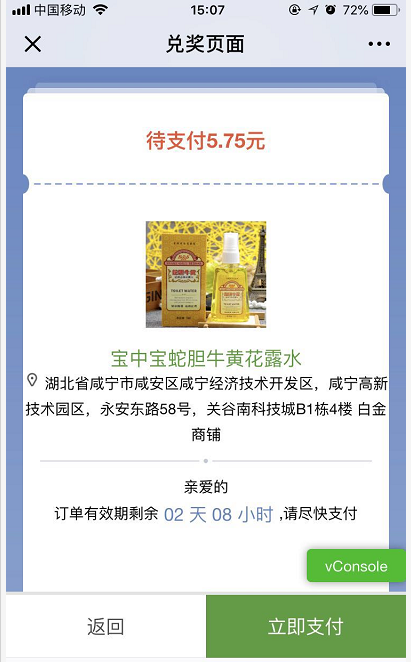 中国移动
15:07
72%
兑奖页面
待支付5.75元
TOILET WATER
宝中宝蛇胆牛黄花露水
湖北省咸宁市咸安区咸宁经济技术开发区，咸宁高新
技术园区，永安东路58号，关谷南科技城B1栋4楼 白金
商铺
亲爱的
订单有效期剩余 02 天 08 小时 ,请尽快支付
vConsole
返回
立即支付